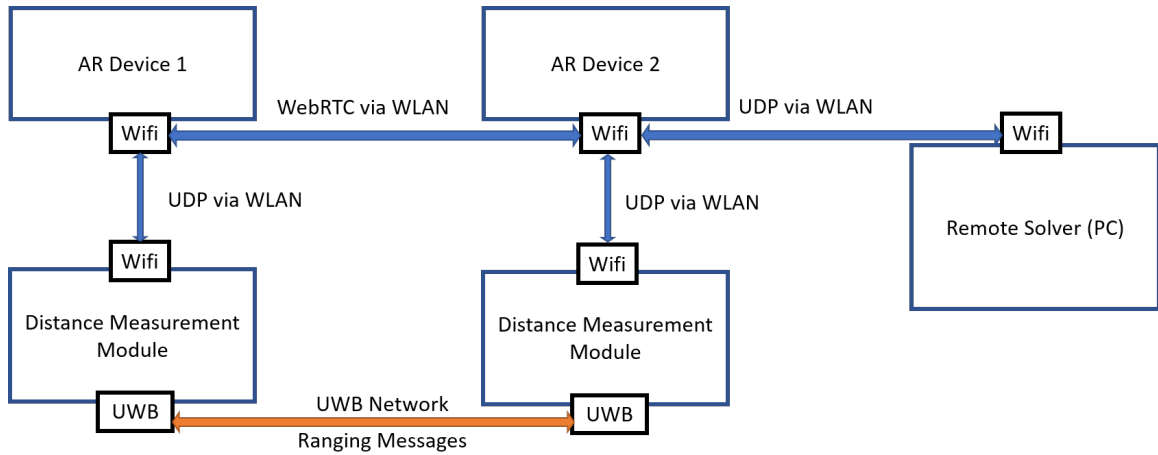 AR Device 1
AR Device 2
WebRTC via WLAN
UDP via WLAN
Wifi
Wifi
Wifi
UDP via WLAN
UDP via WLAN
Remote Solver (PC)
Wifi
Wifi
Distance Measurement
Module
Distance Measurement
Module
UWB
UWB Network
UWB
Ranging Messages